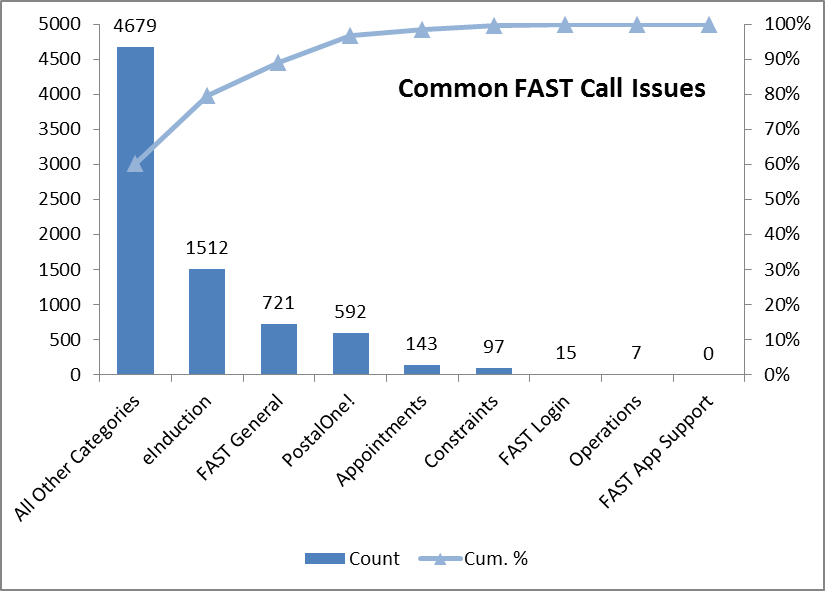 Common FAST Call Issues
5000
4500
4000
3500
3000
2500
2000
1500
1000
500
0
4679
1512
721
592
143
97
15
7
0
100%
90%
80%
70%
60%
50%
40%
30%
20%
10%
0%
All Other Categories
eInduction
FAST General
PostalOne!
Appointments
Constraints
FAST Login
Operations
FAST App Support
Count
Cum. %